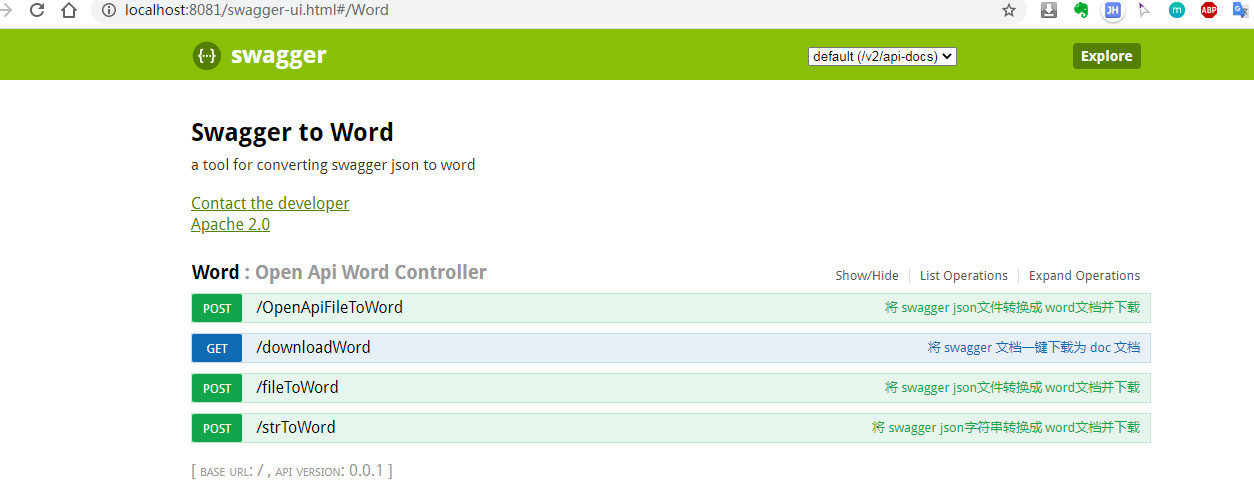 localhost:8081/swagger-ui.html#/Word
JH
m
ABP
G
{··} swagger
default (/v2/api-docs)
Explore
Swagger to Word
a tool for converting swagger json to word
Contact the developer
Apache 2.0
Word : Open Api Word Controller
Show/Hide
List Operations
Expand Operations
POST /OpenApiFileToWord 将 swagger json文件转换成 word文档并下载
GET /downloadWord 将 swagger 文档一键下载为 doc 文档
POST /fileToWord 将 swagger json文件转换成 word文档并下载
POST /strToWord 将 swagger json字符串转换成 word文档并下载
[ BASE URL: / , API VERSION: 0.0.1 ]